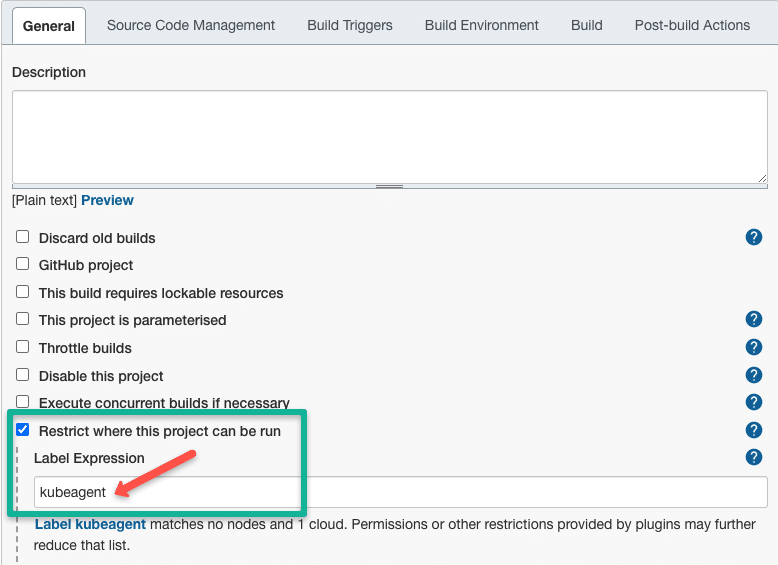 General Source Code Management Build Triggers Build Environment Build Post-build Actions
Description
[Plain text] Preview
Discard old builds ?
GitHub project
This build requires lockable resources
This project is parameterised ?
Throttle builds ?
Disable this project ?
Execute concurrent builds if necessary ?
Restrict where this project can be run ?
Label Expression ?
kubeagent
Label kubeagent matches no nodes and 1 cloud. Permissions or other restrictions provided by plugins may further
reduce that list.